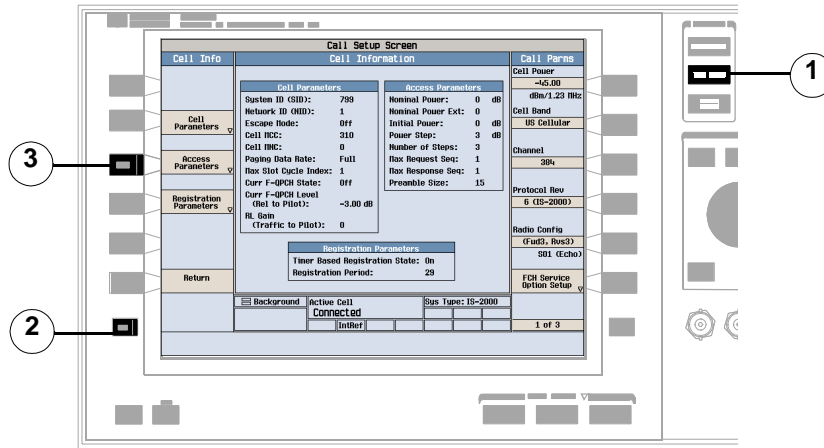 Call Setup Screen
Cell Info
Cell Information
Call Parms
Cell Parameters
System ID (SID): 799
Network ID (NID): 1
Escape Mode: Off
Cell MCC: 310
Cell MNC: 0
Paging Data Rate: Full
Max Slot Cycle Index: 1
Curr F-QPCH State: Off
Curr F-QPCH Level
(Rel to Pilot): -3.00 dB
RL Gain
(Traffic to Pilot): 0
Access Parameters
Nominal Power: 0 dB
Nominal Power Ext: 0
Initial Power: 0 dB
Power Step: 3 dB
Number of Steps: 3
Max Request Seq: 1
Max Response Seq: 1
Preamble Size: 15
Registration Parameters
Timer Based Registration State: On
Registration Period: 29
Cell
Parameters
Access
Parameters
Registration
Parameters
Return
Cell Power
-45.00
dBm/1.23 MHz
Cell Band
US Cellular
Channel
384
Protocol Rev
6 (IS-2000)
Radio Config
(Fwd3, Rvs3)
SO1 (Echo)
FCH Service
Option Setup
1 of 3
Background
Active Cell
Connected
Sys Type: IS-2000
IntRef
1
2
3